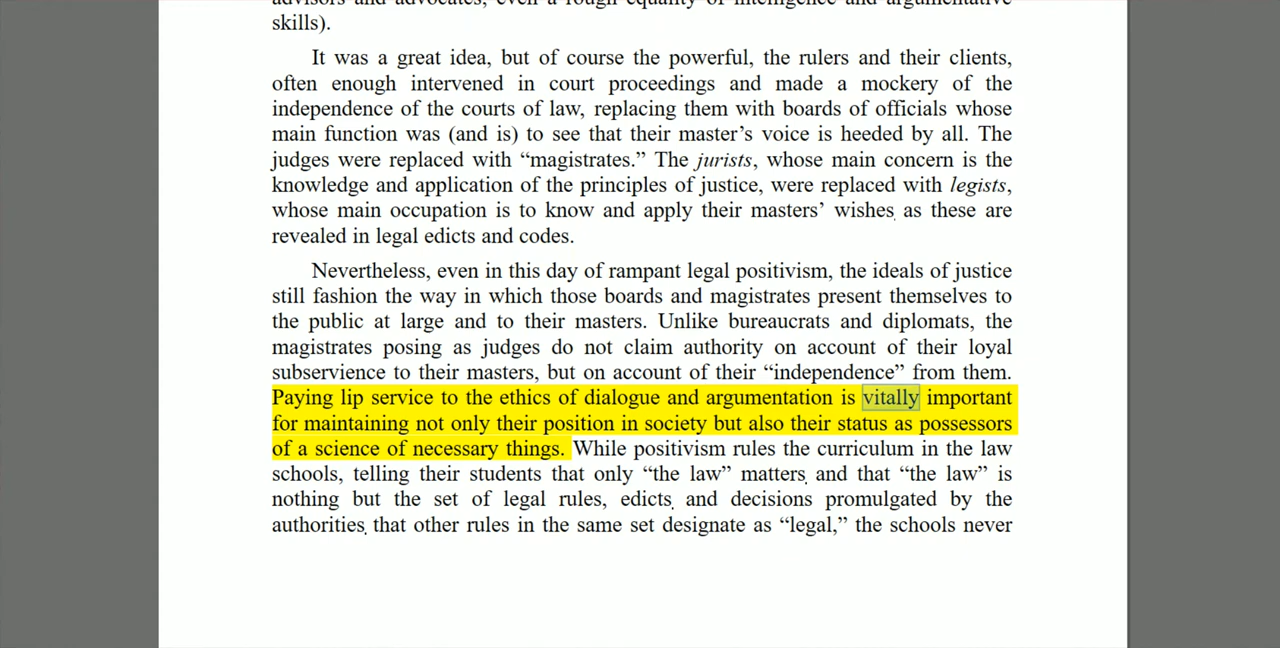 advisors and advocates, even a rough equality of intelligence and argumentative
skills).
It was a great idea, but of course the powerful, the rulers and their clients,
often enough intervened in court proceedings and made a mockery of the
independence of the courts of law, replacing them with boards of officials whose
main function was (and is) to see that their master’s voice is heeded by all. The
judges were replaced with “magistrates.” The jurists, whose main concern is the
knowledge and application of the principles of justice, were replaced with legists,
whose main occupation is to know and apply their masters’ wishes, as these are
revealed in legal edicts and codes.
Nevertheless, even in this day of rampant legal positivism, the ideals of justice
still fashion the way in which those boards and magistrates present themselves to
the public at large and to their masters. Unlike bureaucrats and diplomats, the
magistrates posing as judges do not claim authority on account of their loyal
subservience to their masters, but on account of their “independence” from them.
Paying lip service to the ethics of dialogue and argumentation is vitally important
for maintaining not only their position in society but also their status as possessors
of a science of necessary things. While positivism rules the curriculum in the law
schools, telling their students that only “the law” matters, and that “the law” is
nothing but the set of legal rules, edicts, and decisions promulgated by the
authorities, that other rules in the same set designate as “legal,” the schools never